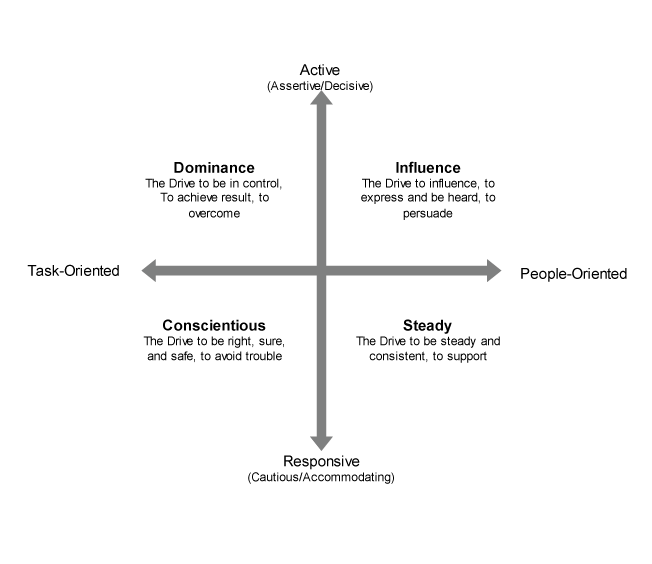 Active
(Assertive/Decisive)
Dominance
The Drive to be in control,
To achieve result, to
overcome
Influence
The Drive to influence, to
express and be heard, to
persuade
Task-Oriented
People-Oriented
Conscientious
The Drive to be right, sure,
and safe, to avoid trouble
Steady
The Drive to be steady and
consistent, to support
Responsive
(Cautious/Accommodating)